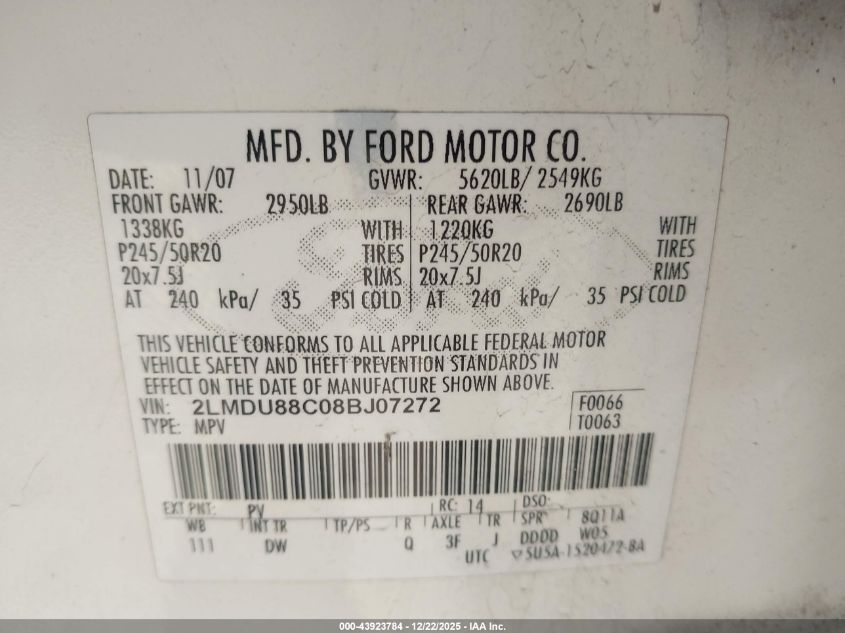 MFD. BY FORD MOTOR CO.
DATE: 11/07 GVWR: 5620LB/ 2549KG
FRONT GAWR: 2950LB REAR GAWR: 2690LB
1338KG WITH 1220KG WITH
P245/50R20 TIRES P245/50R20 TIRES
20x7.5J RIMS 20x7.5J RIMS
AT 240 kPa/ 35 PSI COLD AT 240 kPa/ 35 PSI COLD
THIS VEHICLE CONFORMS TO ALL APPLICABLE FEDERAL MOTOR
VEHICLE SAFETY AND THEFT PREVENTION STANDARDS IN
EFFECT ON THE DATE OF MANUFACTURE SHOWN ABOVE.
VIN: 2LMDU88C08BJ07272 F0066
TYPE: MPV T0063
EXT PNT: PV RC: 14 DSO:
WB INT TR TP/PS R AXLE TR SPR 8Q11A
111 DW Q 3F J DDDD W05
UTC ▽5U5A-1520472-BA
000-43923784 - 12/22/2025 - IAA Inc.